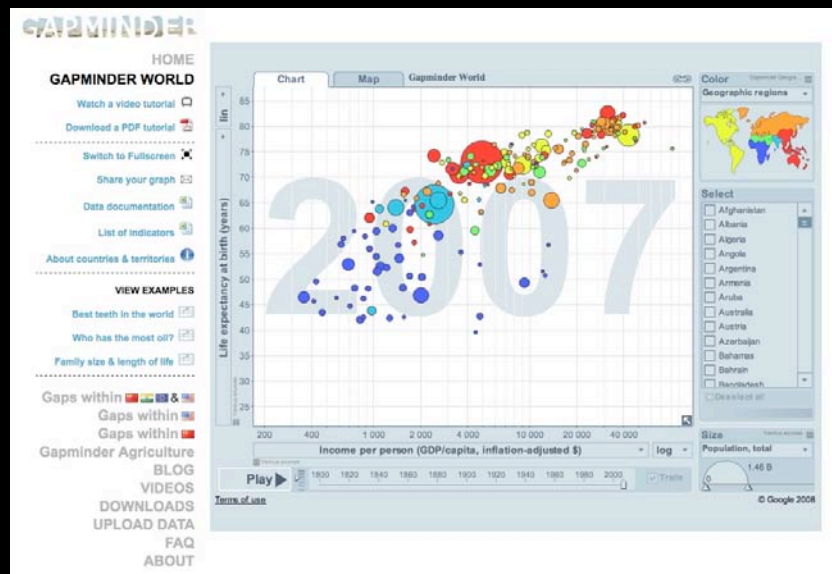 GAPMINDER
HOME
GAPMINDER WORLD
Watch a video tutorial
Download a PDF tutorial
Switch to Fullscreen
Share your graph
Data documentation
List of indicators
About countries & territories
VIEW EXAMPLES
Best teeth in the world
Who has the most oil?
Family size & length of life
Gaps within &
Gaps within
Gaps within
Gapminder Agriculture
BLOG
VIDEOS
DOWNLOADS
UPLOAD DATA
FAQ
ABOUT
Chart
Map
Gapminder World
lin
Life expectancy at birth (years)
85
80
75
70
65
60
55
50
45
40
35
30
25
2007
200 400 1 000 2 000 4 000 10 000 20 000 40 000
Income per person (GDP/capita, inflation-adjusted $)
log
Play
1800 1820 1840 1860 1880 1900 1920 1940 1960 1980 2000
Trails
Terms of use
Color
Geographic regions
Select
Afghanistan
Albania
Algeria
Angola
Argentina
Armenia
Aruba
Australia
Austria
Azerbaijan
Bahamas
Bahrain
Bangladesh
Deselect all
Size
Population, total
1.46 B
0
© Google 2008